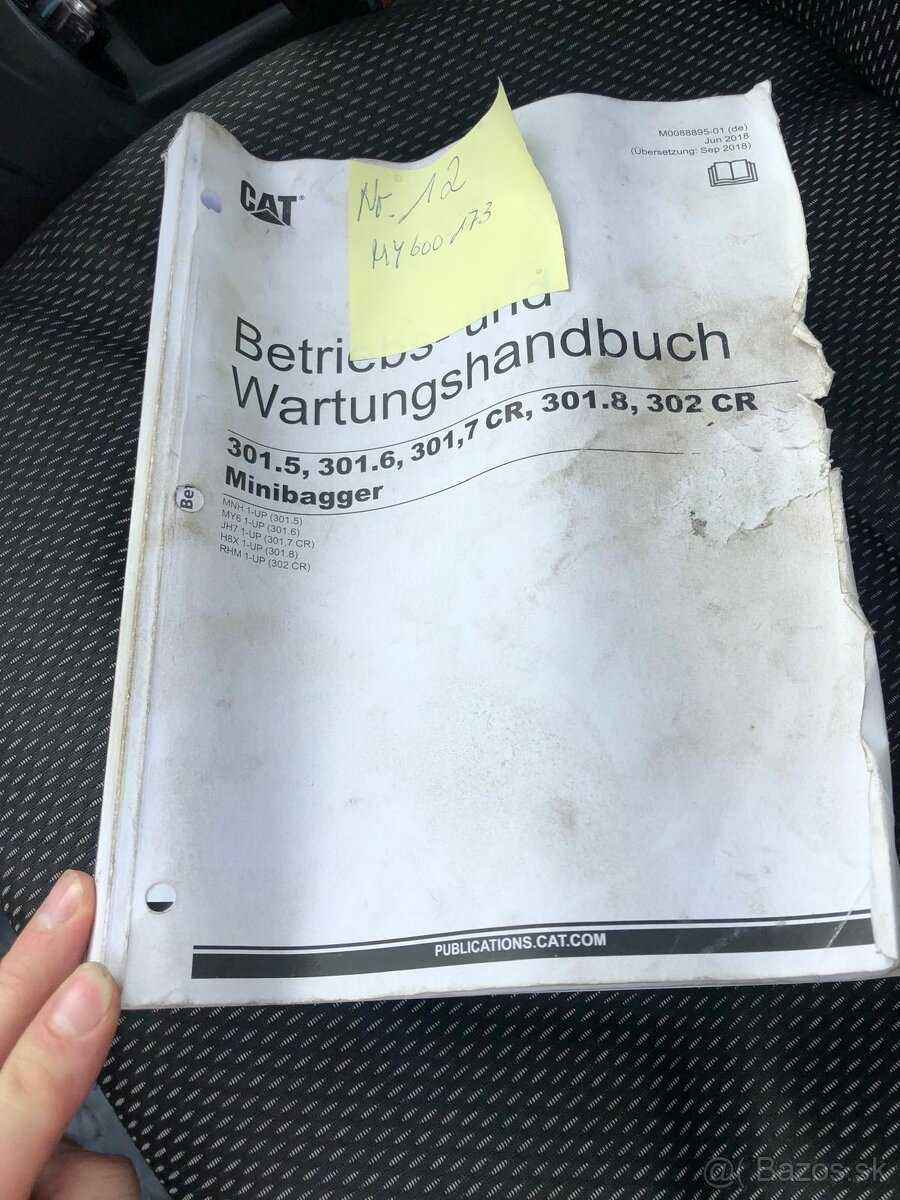 M0088895-01 (de)
Jun 2018
(Übersetzung: Sep 2018)
CAT®
Nr. 12
MY600173
Betriebs- und
Wartungshandbuch
301.5, 301.6, 301,7 CR, 301.8, 302 CR
Minibagger
MNH 1-UP (301.5)
MY6 1-UP (301.6)
JH7 1-UP (301,7 CR)
H8X 1-UP (301.8)
RHM 1-UP (302 CR)
Be
PUBLICATIONS.CAT.COM
Bazos.sk